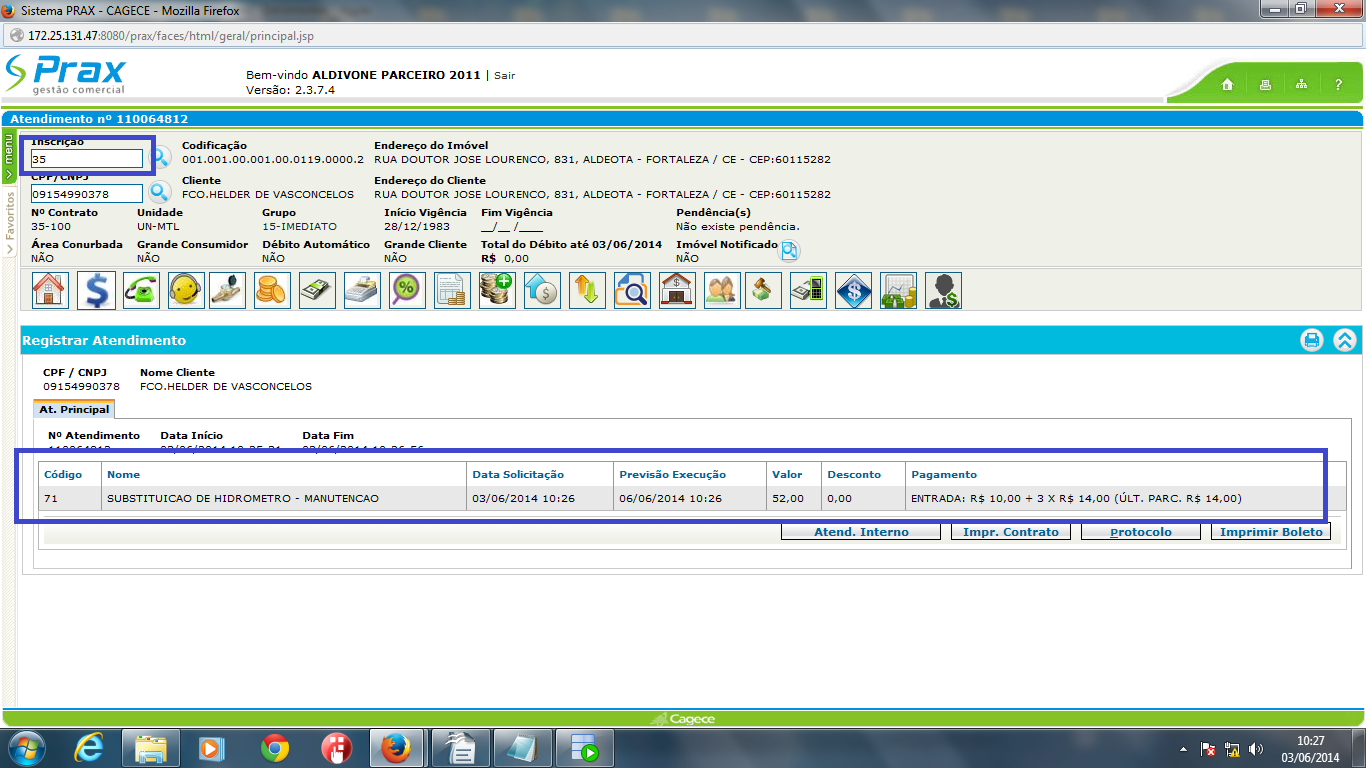 Sistema PRAX - CAGECE - Mozilla Firefox
172.25.131.47:8080/prax/faces/html/geral/principal.jsp
Prax
gestão comercial
Bem-vindo ALDIVONE PARCEIRO 2011 | Sair
Versão: 2.3.7.4
?
Atendimento nº 110064812
menu
Favoritos
Inscrição
35
Codificação
001.001.00.001.00.0119.0000.2
Endereço do Imóvel
RUA DOUTOR JOSE LOURENCO, 831, ALDEOTA - FORTALEZA / CE - CEP:60115282
CPF/CNPJ
09154990378
Cliente
FCO.HELDER DE VASCONCELOS
Endereço do Cliente
RUA DOUTOR JOSE LOURENCO, 831, ALDEOTA - FORTALEZA / CE - CEP:60115282
Nº Contrato Unidade Grupo Início Vigência Fim Vigência Pendência(s)
35-100 UN-MTL 15-IMEDIATO 28/12/1983 __/__ /____ Não existe pendência.
Área Conurbada Grande Consumidor Débito Automático Grande Cliente Total do Débito até 03/06/2014 Imóvel Notificado
NÃO NÃO NÃO NÃO R$ 0,00 NÃO
Registrar Atendimento
CPF / CNPJ Nome Cliente
09154990378 FCO.HELDER DE VASCONCELOS
At. Principal
Nº Atendimento Data Início Data Fim
Código Nome Data Solicitação Previsão Execução Valor Desconto Pagamento
71 SUBSTITUICAO DE HIDROMETRO - MANUTENCAO 03/06/2014 10:26 06/06/2014 10:26 52,00 0,00 ENTRADA: R$ 10,00 + 3 X R$ 14,00 (ÚLT. PARC. R$ 14,00)
Atend. Interno Impr. Contrato Protocolo Imprimir Boleto
Cagece
10:27
03/06/2014